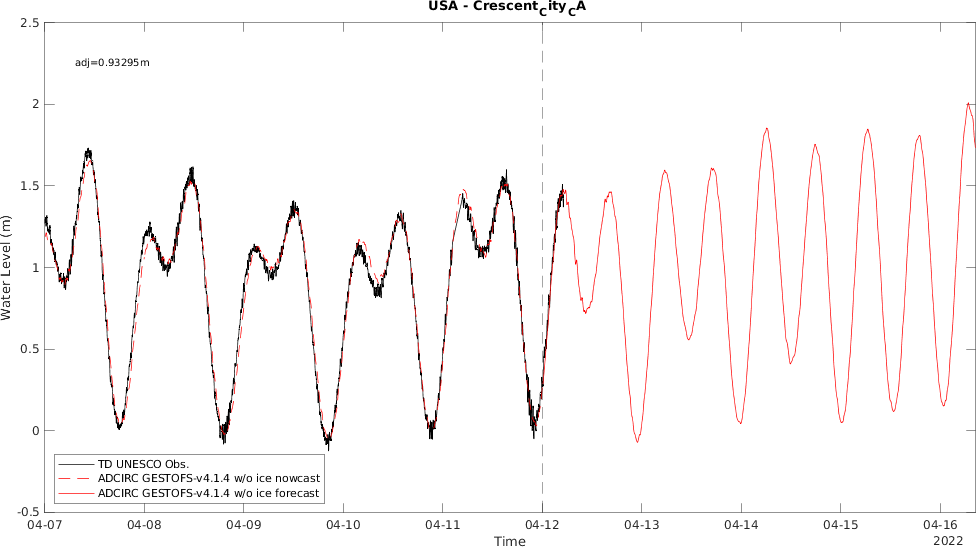 USA - CrescentCityCA
adj=0.93295m
2.5
2
1.5
1
0.5
0
-0.5
Water Level (m)
TD UNESCO Obs.
ADCIRC GESTOFS-v4.1.4 w/o ice nowcast
ADCIRC GESTOFS-v4.1.4 w/o ice forecast
04-07 04-08 04-09 04-10 04-11 04-12 04-13 04-14 04-15 04-16
Time
2022